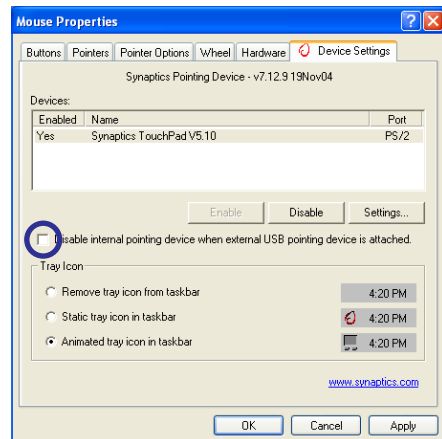 Mouse Properties
Buttons Pointers Pointer Options Wheel Hardware Device Settings
Synaptics Pointing Device - v7.12.9 19Nov04
Devices:
Enabled Name Port
Yes Synaptics TouchPad V5.10 PS/2
Enable Disable Settings...
Disable internal pointing device when external USB pointing device is attached.
Tray Icon
Remove tray icon from taskbar 4:20 PM
Static tray icon in taskbar 4:20 PM
Animated tray icon in taskbar 4:20 PM
www.synaptics.com
OK Cancel Apply